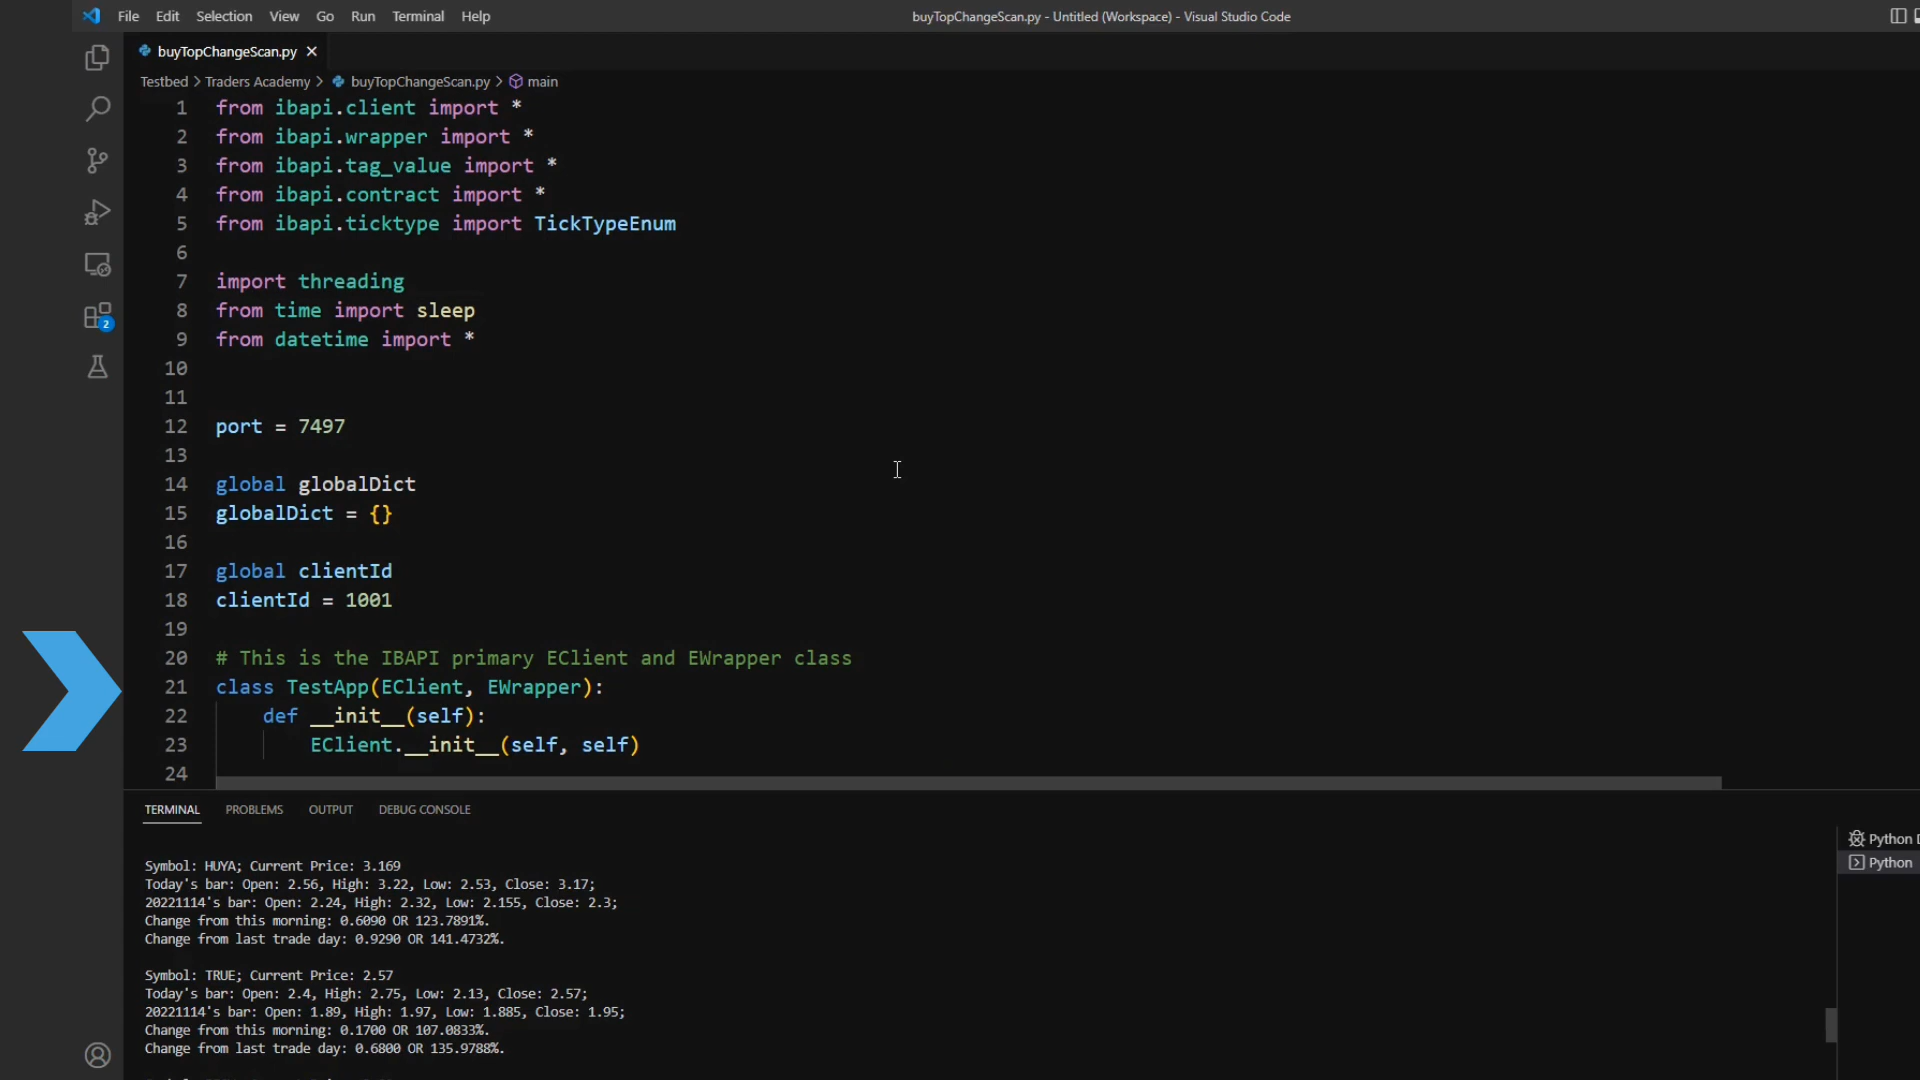 File Edit Selection View Go Run Terminal Help
buyTopChangeScan.py - Untitled (Workspace) - Visual Studio Code
buyTopChangeScan.py
Testbed > Traders Academy > buyTopChangeScan.py > main
1 from ibapi.client import *
2 from ibapi.wrapper import *
3 from ibapi.tag_value import *
4 from ibapi.contract import *
5 from ibapi.ticktype import TickTypeEnum
6
7 import threading
8 from time import sleep
9 from datetime import *
10
11
12 port = 7497
13
14 global globalDict
15 globalDict = {}
16
17 global clientId
18 clientId = 1001
19
20 # This is the IBAPI primary EClient and EWrapper class
21 class TestApp(EClient, EWrapper):
22     def __init__(self):
23         EClient.__init__(self, self)
24
2
TERMINAL PROBLEMS OUTPUT DEBUG CONSOLE
Python
Python
Symbol: HUYA; Current Price: 3.169
Today's bar: Open: 2.56, High: 3.22, Low: 2.53, Close: 3.17;
20221114's bar: Open: 2.24, High: 2.32, Low: 2.155, Close: 2.3;
Change from this morning: 0.6090 OR 123.7891%.
Change from last trade day: 0.9290 OR 141.4732%.
Symbol: TRUE; Current Price: 2.57
Today's bar: Open: 2.4, High: 2.75, Low: 2.13, Close: 2.57;
20221114's bar: Open: 1.89, High: 1.97, Low: 1.885, Close: 1.95;
Change from this morning: 0.1700 OR 107.0833%.
Change from last trade day: 0.6800 OR 135.9788%.